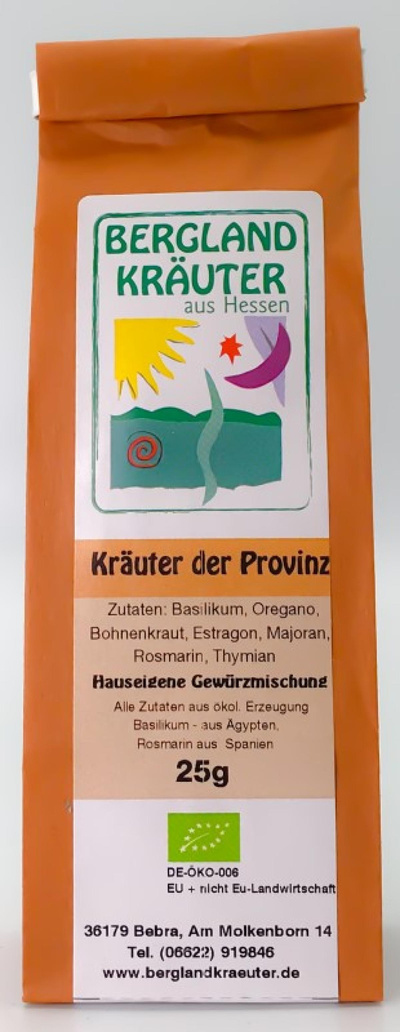 BERGLAND
KRÄUTER
aus Hessen
Kräuter der Provinz
Zutaten: Basilikum, Oregano,
Bohnenkraut, Estragon, Majoran,
Rosmarin, Thymian
Hauseigene Gewürzmischung
Alle Zutaten aus ökol. Erzeugung
Basilikum - aus Ägypten,
Rosmarin aus Spanien
25g
DE-ÖKO-006
EU + nicht Eu-Landwirtschaft
36179 Bebra, Am Molkenborn 14
Tel. (06622) 919846
www.berglandkraeuter.de